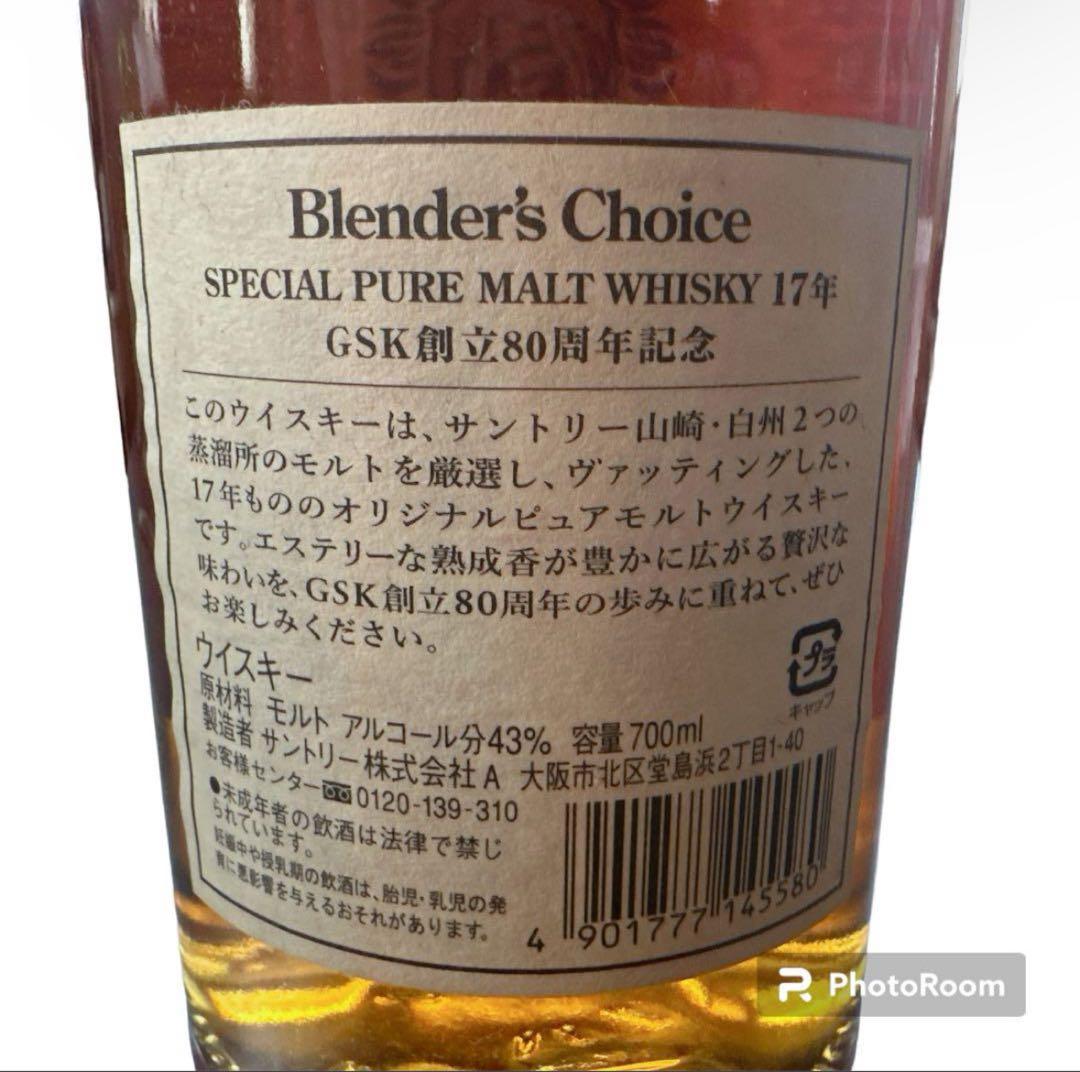 Blender's Choice
SPECIAL PURE MALT WHISKY 17年
GSK創立80周年記念
このウイスキーは、サントリー山崎・白州2つの
蒸溜所のモルトを厳選し、ヴァッティングした、
17年もののオリジナルピュアモルトウイスキー
です。エステリーな熟成香が豊かに広がる贅沢な
味わいを、GSK創立80周年の歩みに重ねて、ぜひ
お楽しみください。
ウイスキー
プラ
キャップ
原材料 モルト アルコール分43% 容量700ml
製造者 サントリー株式会社A 大阪市北区堂島浜2丁目1-40
お客様センター 0120-139-310
●未成年者の飲酒は法律で禁じ
られています。
妊娠中や授乳期の飲酒は、胎児・乳児の発
育に悪影響を与えるおそれがあります。
4 901777 145580
PhotoRoom